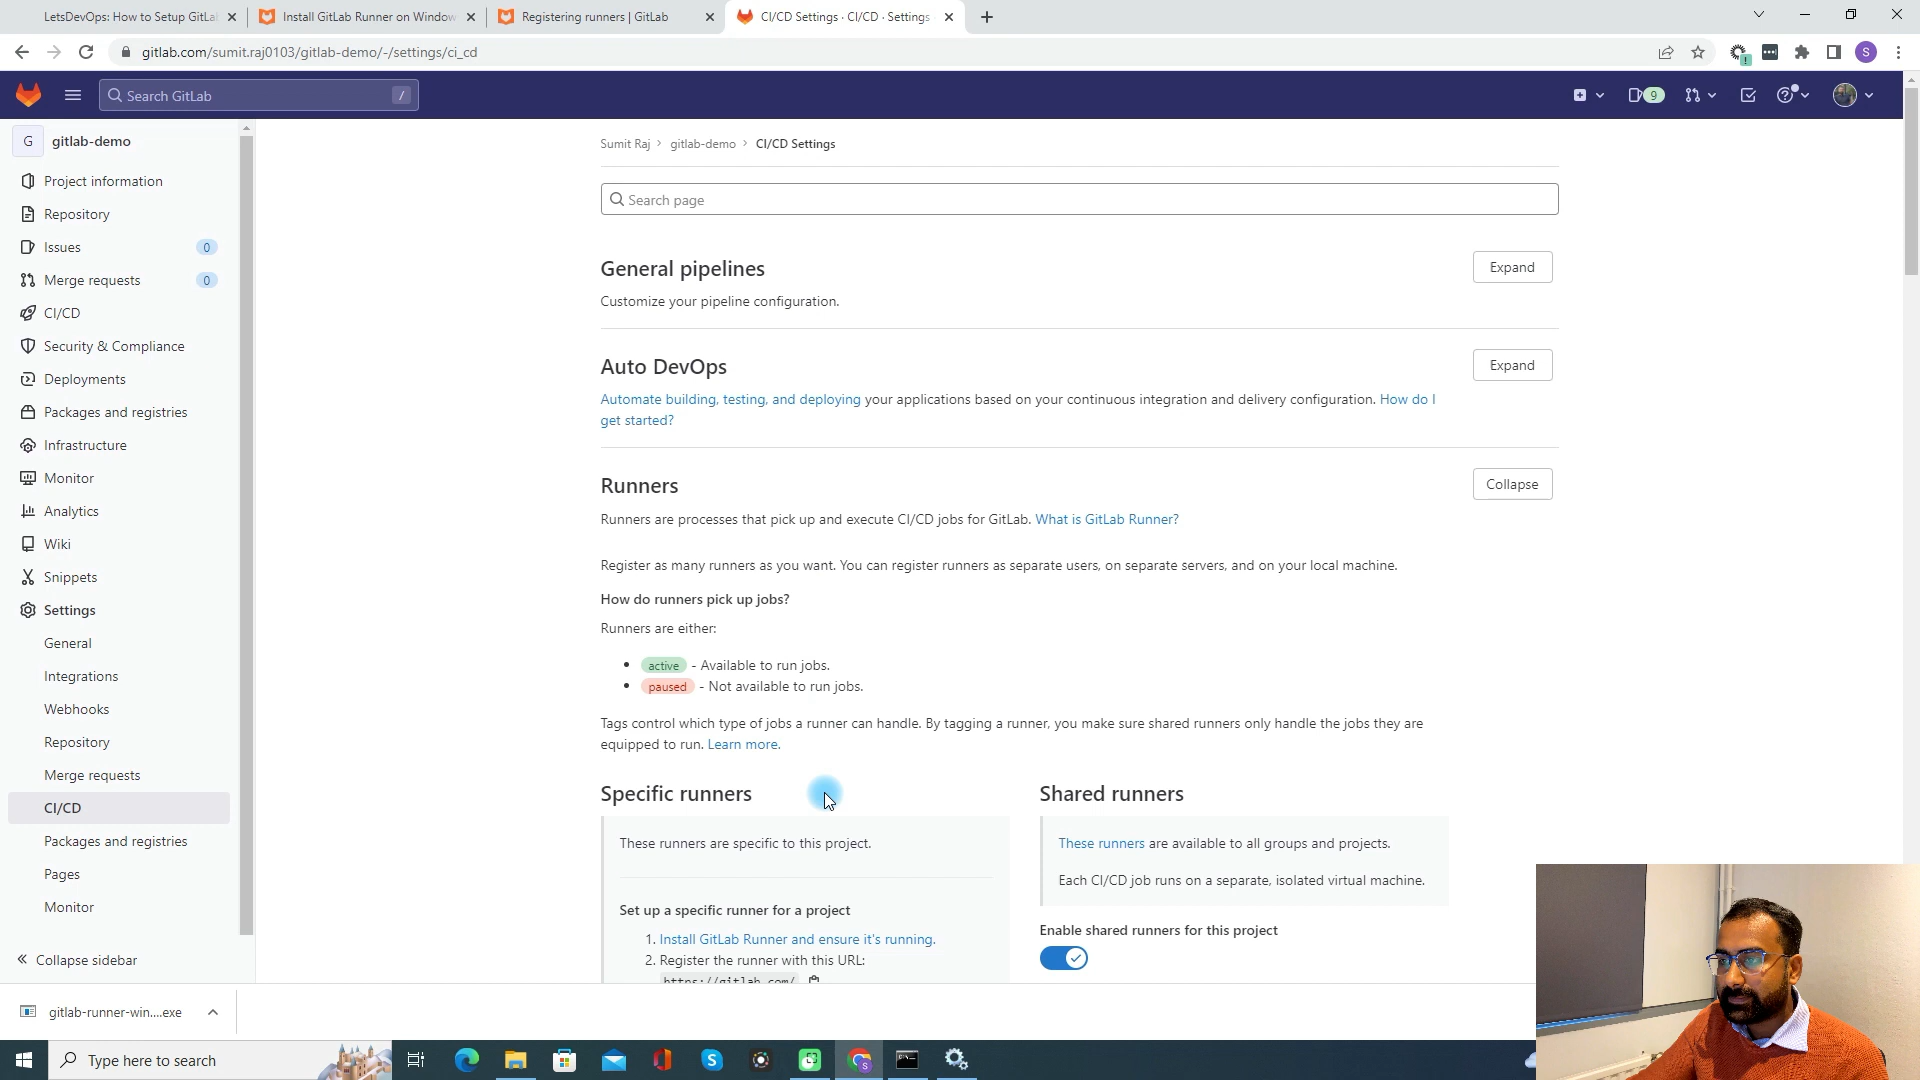 LetsDevOps: How to Setup GitLa
Install GitLab Runner on Window
Registering runners | GitLab
CI/CD Settings · CI/CD · Settings
gitlab.com/sumit.raj0103/gitlab-demo/-/settings/ci_cd
S
Search GitLab
/
9
G gitlab-demo
Project information
Repository
Issues 0
Merge requests 0
CI/CD
Security & Compliance
Deployments
Packages and registries
Infrastructure
Monitor
Analytics
Wiki
Snippets
Settings
General
Integrations
Webhooks
Repository
Merge requests
CI/CD
Packages and registries
Pages
Monitor
Collapse sidebar
Sumit Raj > gitlab-demo > CI/CD Settings
Search page
General pipelines
Expand
Customize your pipeline configuration.
Auto DevOps
Expand
Automate building, testing, and deploying your applications based on your continuous integration and delivery configuration. How do I
get started?
Runners
Collapse
Runners are processes that pick up and execute CI/CD jobs for GitLab. What is GitLab Runner?
Register as many runners as you want. You can register runners as separate users, on separate servers, and on your local machine.
How do runners pick up jobs?
Runners are either:
active - Available to run jobs.
paused - Not available to run jobs.
Tags control which type of jobs a runner can handle. By tagging a runner, you make sure shared runners only handle the jobs they are
equipped to run. Learn more.
Specific runners
These runners are specific to this project.
Set up a specific runner for a project
1. Install GitLab Runner and ensure it's running.
2. Register the runner with this URL:
https://gitlab.com/
Shared runners
These runners are available to all groups and projects.
Each CI/CD job runs on a separate, isolated virtual machine.
Enable shared runners for this project
gitlab-runner-win....exe
Type here to search